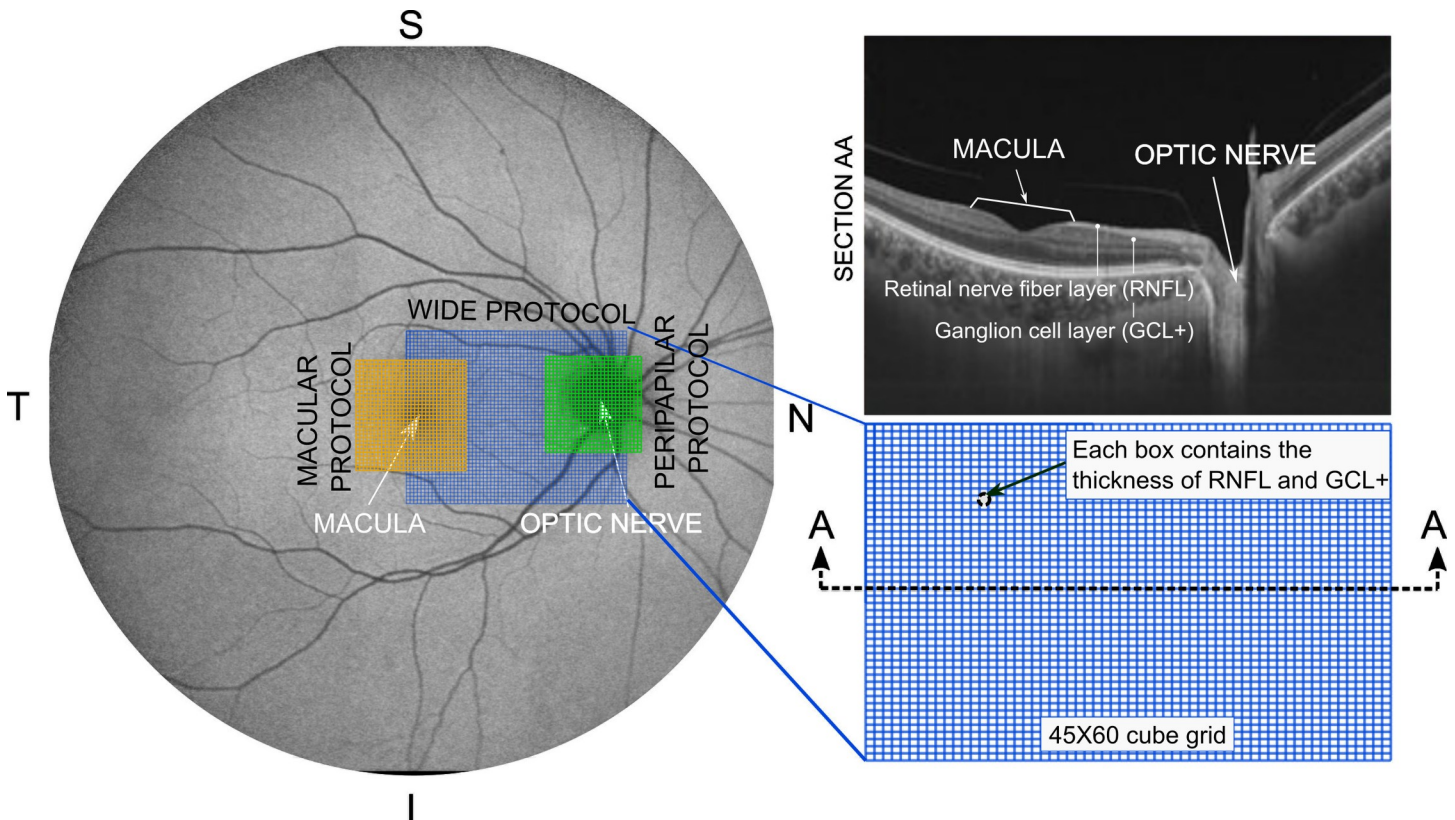 S
T
N
I
WIDE PROTOCOL
MACULAR
PROTOCOL
PERIPAPILAR
PROTOCOL
MACULA
OPTIC NERVE
SECTION AA
MACULA
OPTIC NERVE
Retinal nerve fiber layer (RNFL)
Ganglion cell layer (GCL+)
Each box contains the
thickness of RNFL and GCL+
A
A
45X60 cube grid